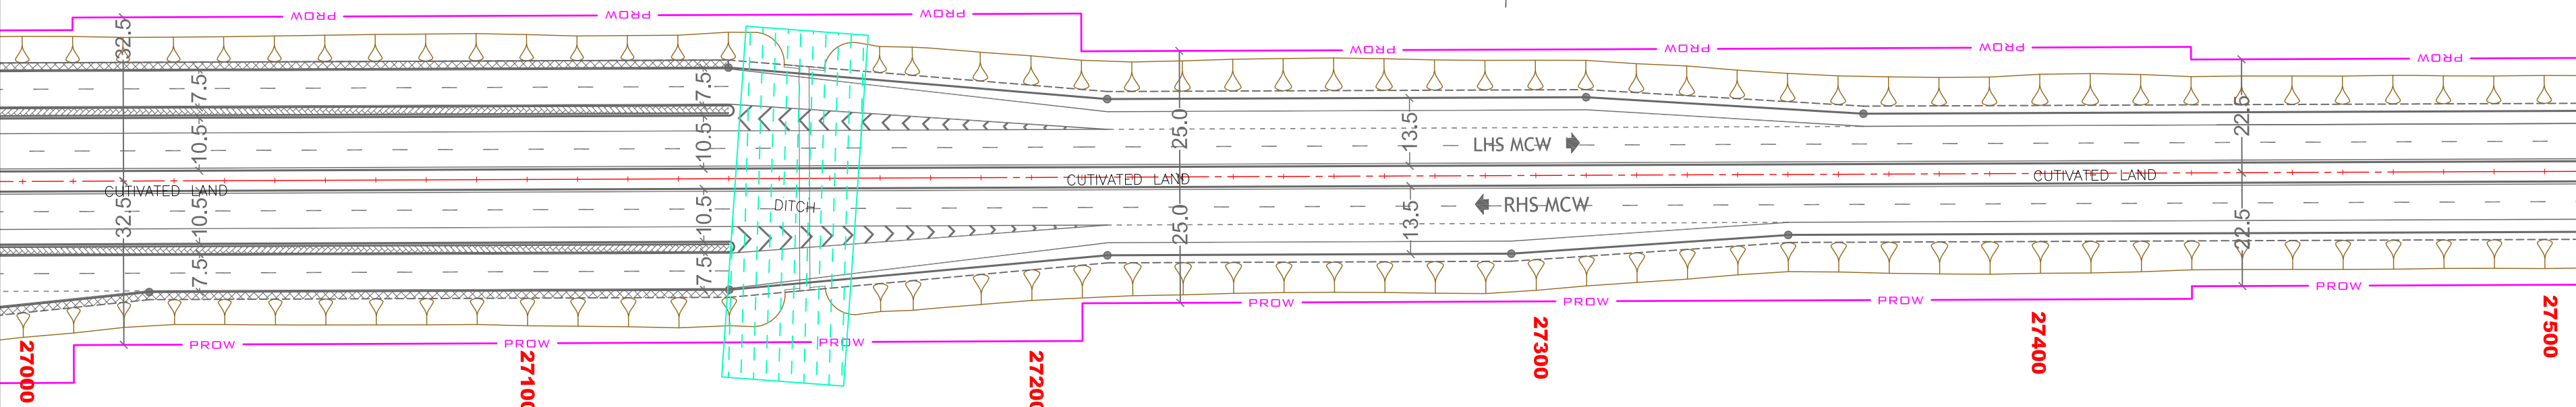 PROW PROW PROW
PROW PROW PROW PROW
32.5 7.5 7.5
10.5 10.5 25.0 13.5 22.5
LHS MCW
CUTIVATED LAND CUTIVATED LAND CUTIVATED LAND
DITCH
RHS MCW
32.5 10.5 10.5 25.0 13.5 22.5
7.5 7.5
PROW PROW PROW PROW
PROW PROW PROW
27000 27100 27200 27300 27400 27500